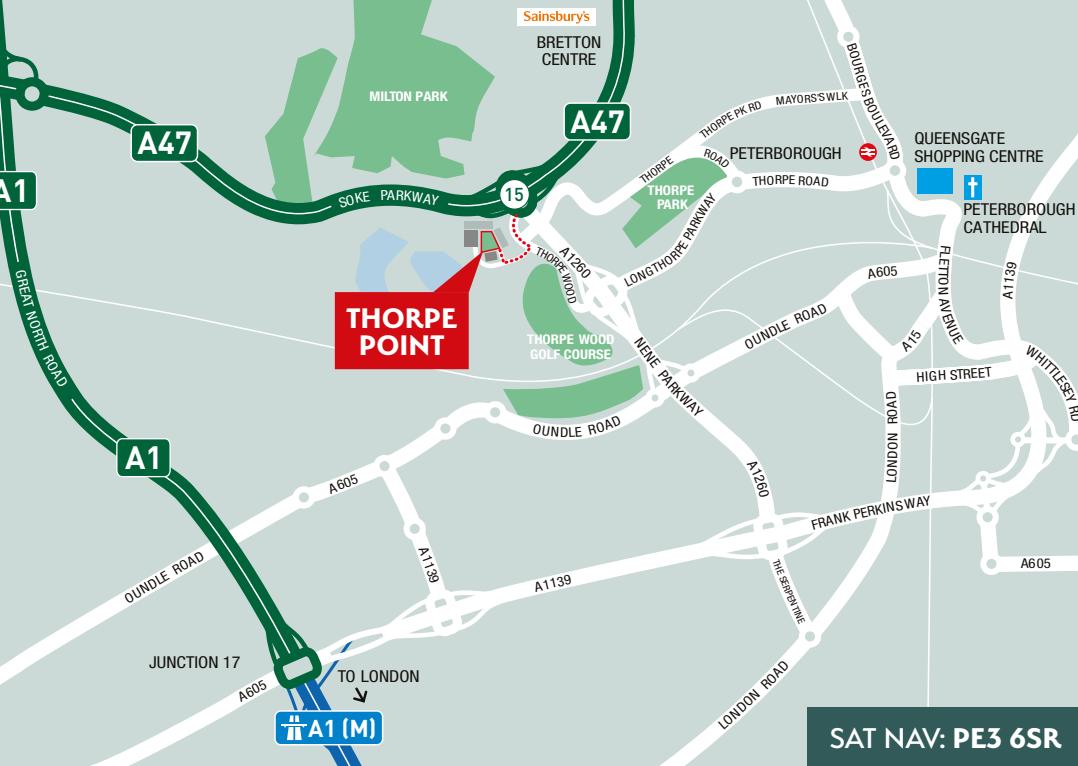 Sainsbury's
BRETTON
CENTRE
MILTON PARK
A47
A47
A1
SOKE PARKWAY
15
BOURGES BOULEVARD
THORPE PK RD
MAYORS'S WLK
THORPE ROAD
PETERBOROUGH
QUEENSGATE
SHOPPING CENTRE
THORPE ROAD
THORPE
PARK
PETERBOROUGH
CATHEDRAL
LONGTHORPE PARKWAY
A1260
THORPE WOOD
THORPE
POINT
GREAT NORTH ROAD
A605
FLETTON AVENUE
A1139
OUNDLE ROAD
THORPE WOOD
GOLF COURSE
NENE PARKWAY
A15
HIGH STREET
WHITTLESEY RD
OUNDLE ROAD
LONDON ROAD
A1
A605
A1260
FRANK PERKINS WAY
OUNDLE ROAD
A1139
A1139
THE SERPENTINE
A605
JUNCTION 17
A605
TO LONDON
LONDON ROAD
A1 (M)
SAT NAV: PE3 6SR